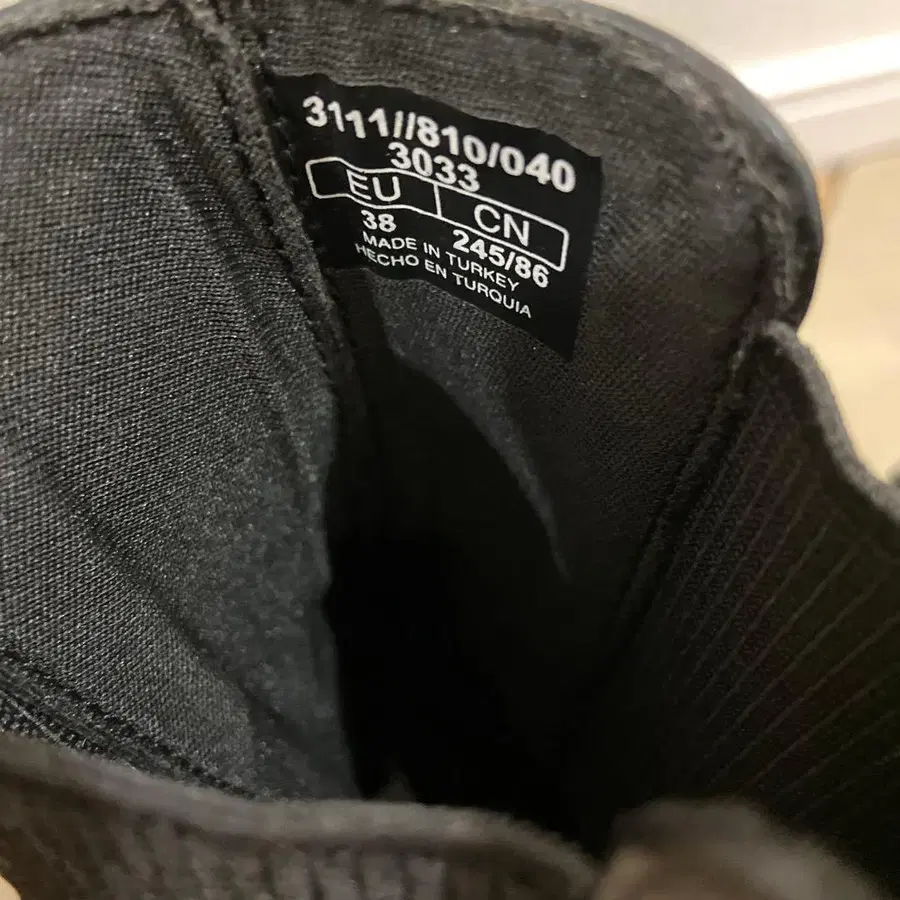 3111//810/040
3033
EU CN
38 245/86
MADE IN TURKEY
HECHO EN TURQUIA